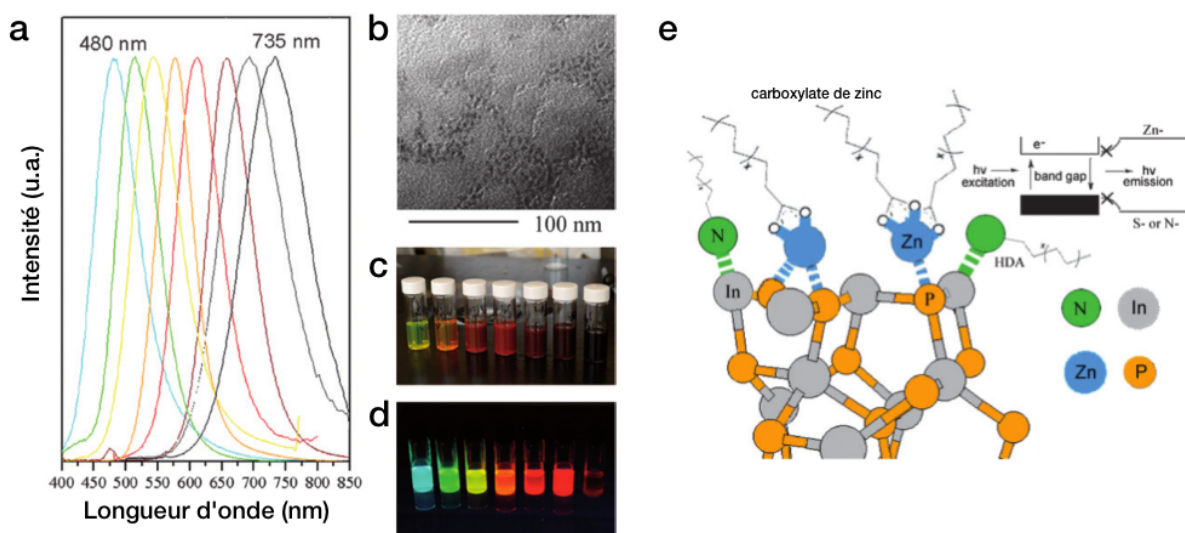 a
480 nm
735 nm
Intensité (u.a.)
400 450 500 550 600 650 700 750 800 850
Longueur d'onde (nm)
b
100 nm
c
d
e
carboxylate de zinc
Zn-
e-
hν
excitation
band gap
hν
emission
S- or N-
N
Zn
N
HDA
In
P
N
In
Zn
P